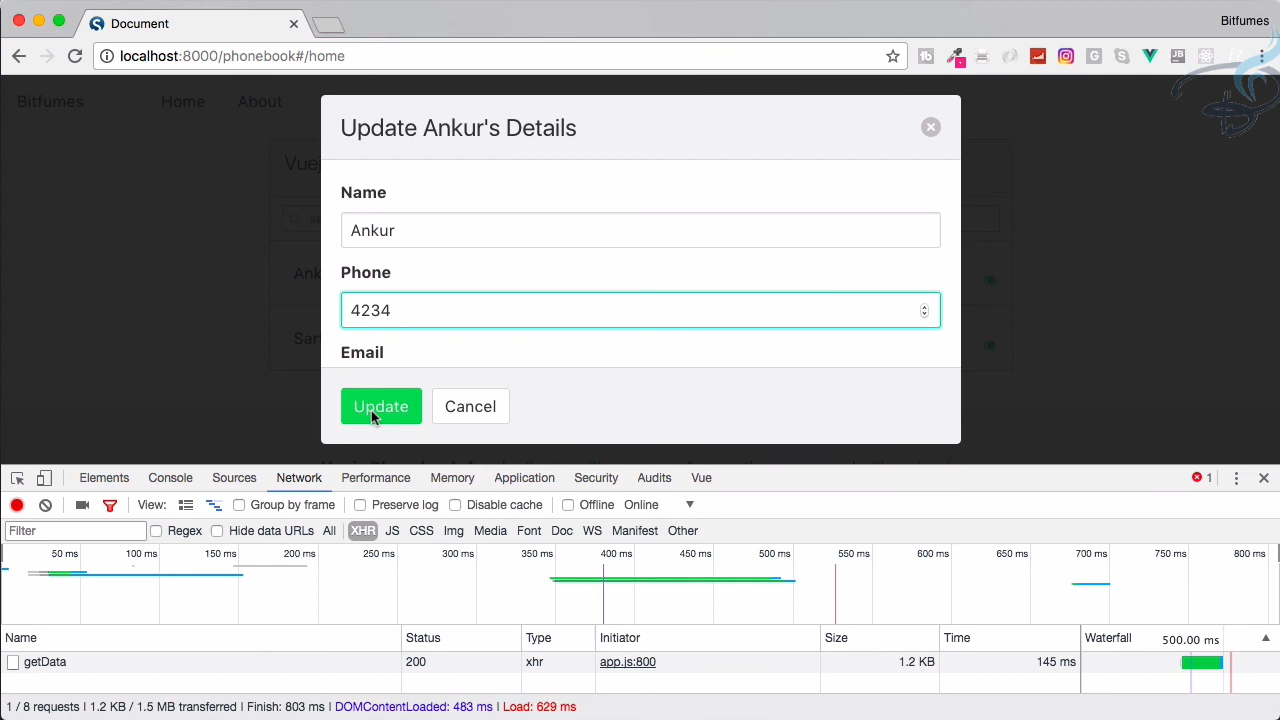 Document
Bitfumes
localhost:8000/phonebook#/home
Bitfumes Home About
Update Ankur's Details
Vuej
Name
Ankur
Ank
Phone
4234
San
Email
Update Cancel
Elements Console Sources Network Performance Memory Application Security Audits Vue 1
View: Group by frame Preserve log Disable cache Offline Online
Filter Regex Hide data URLs All XHR JS CSS Img Media Font Doc WS Manifest Other
50 ms 100 ms 150 ms 200 ms 250 ms 300 ms 350 ms 400 ms 450 ms 500 ms 550 ms 600 ms 650 ms 700 ms 750 ms 800 ms
Name Status Type Initiator Size Time Waterfall 500.00 ms
getData 200 xhr app.js:800 1.2 KB 145 ms
1 / 8 requests | 1.2 KB / 1.5 MB transferred | Finish: 803 ms | DOMContentLoaded: 483 ms | Load: 629 ms